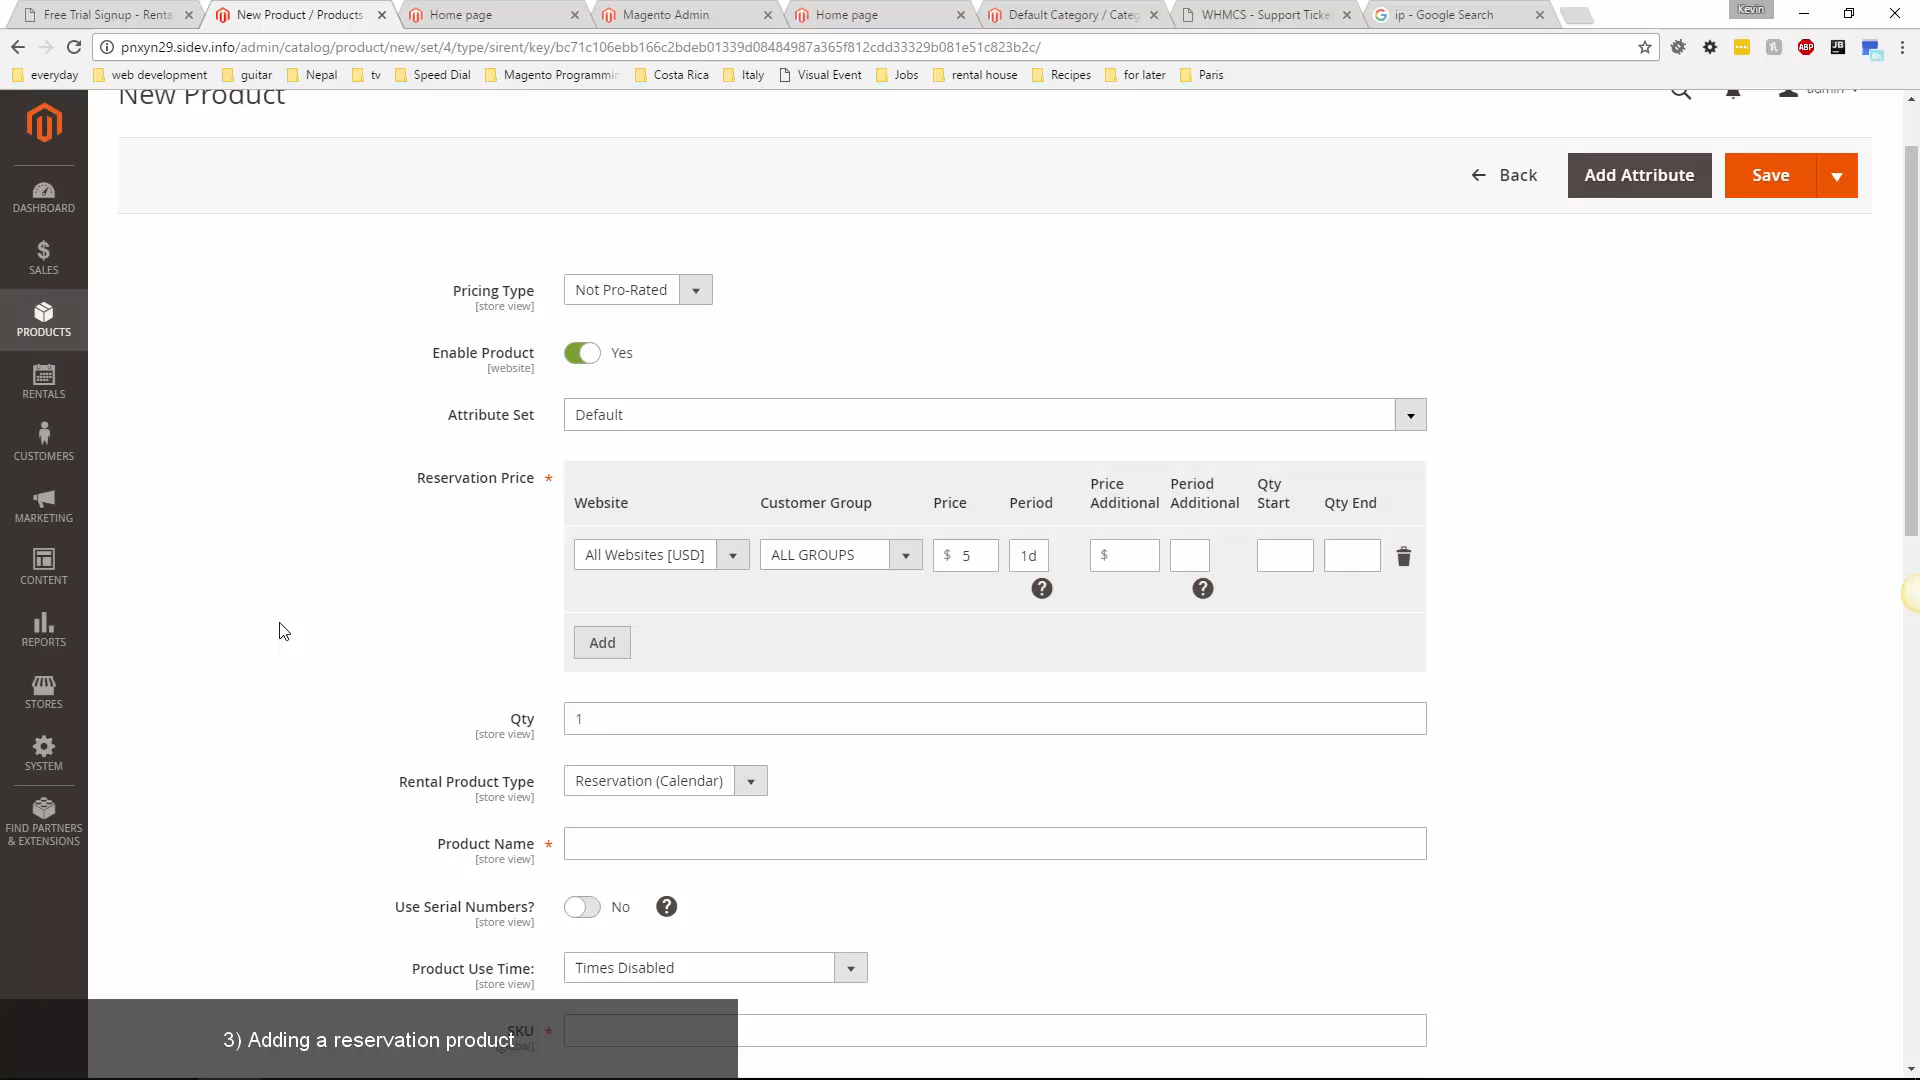 Free Trial Signup - Renta
New Product / Products
Home page
Magento Admin
Home page
Default Category / Categ
WHMCS - Support Ticke
ip - Google Search
Kevin
pnxyn29.sidev.info/admin/catalog/product/new/set/4/type/sirent/key/bc71c106ebb166c2bdeb01339d08484987a365f812cdd33329b081e51c823b2c/
ABP
JB
everyday
web development
guitar
Nepal
tv
Speed Dial
Magento Programmin
Costa Rica
Italy
Visual Event
Jobs
rental house
Recipes
for later
Paris
New Product
admin
Back
Add Attribute
Save
DASHBOARD
SALES
PRODUCTS
RENTALS
CUSTOMERS
MARKETING
CONTENT
REPORTS
STORES
SYSTEM
FIND PARTNERS
& EXTENSIONS
Pricing Type
[store view]
Not Pro-Rated
Enable Product
[website]
Yes
Attribute Set
Default
Reservation Price *
Website
Customer Group
Price
Period
Price Additional
Period Additional
Qty Start
Qty End
All Websites [USD]
ALL GROUPS
$ 5
1d
$
?
?
Add
Qty
[store view]
1
Rental Product Type
[store view]
Reservation (Calendar)
Product Name *
[store view]
Use Serial Numbers?
[store view]
No
?
Product Use Time:
[store view]
Times Disabled
SKU *
[global]
3) Adding a reservation product